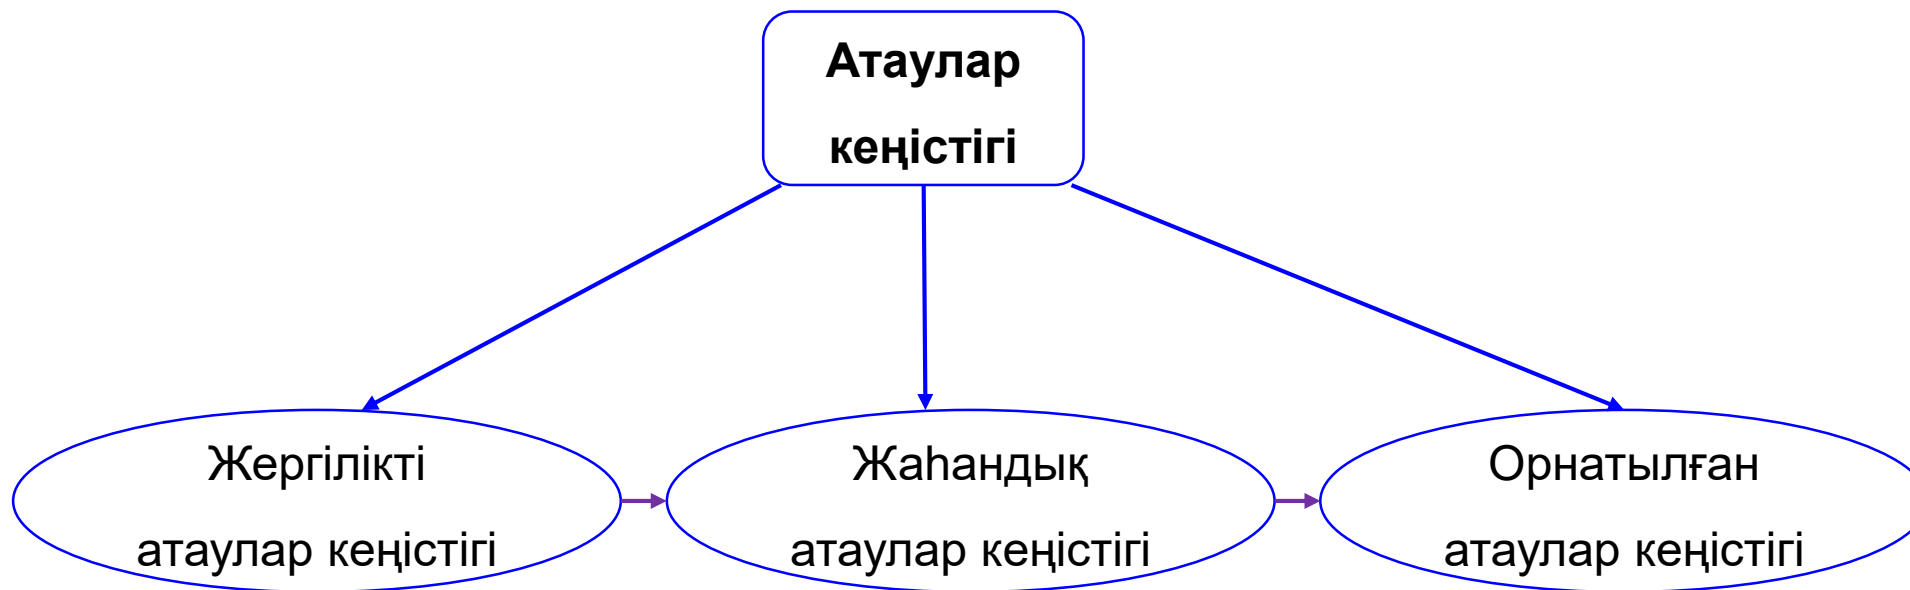 Атаулар
кеңістігі
Жергілікті
атаулар кеңістігі
Жаһандық
атаулар кеңістігі
Орнатылған
атаулар кеңістігі